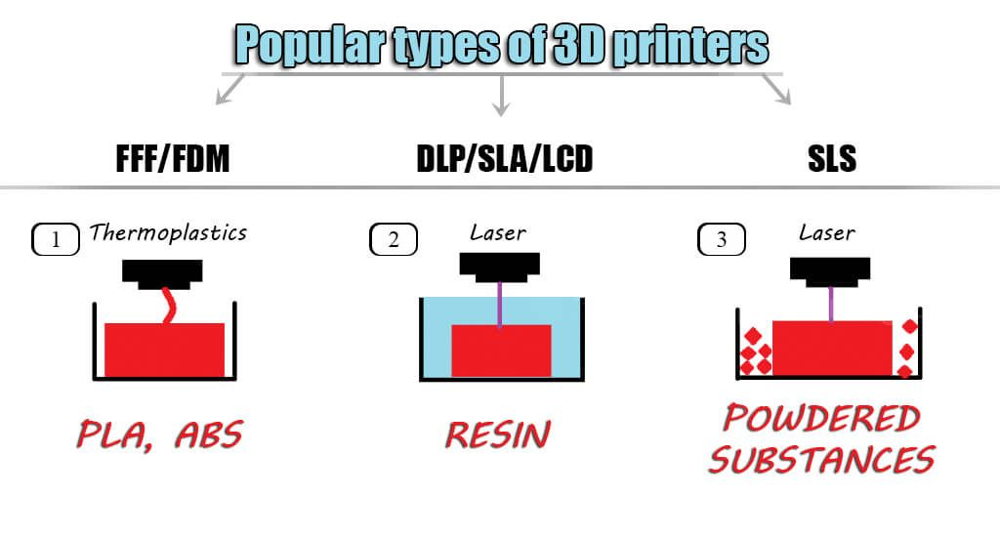 Popular types of 3D printers
FFF/FDM
DLP/SLA/LCD
SLS
1
Thermoplastics
2
Laser
3
Laser
PLA, ABS
RESIN
POWDERED
SUBSTANCES